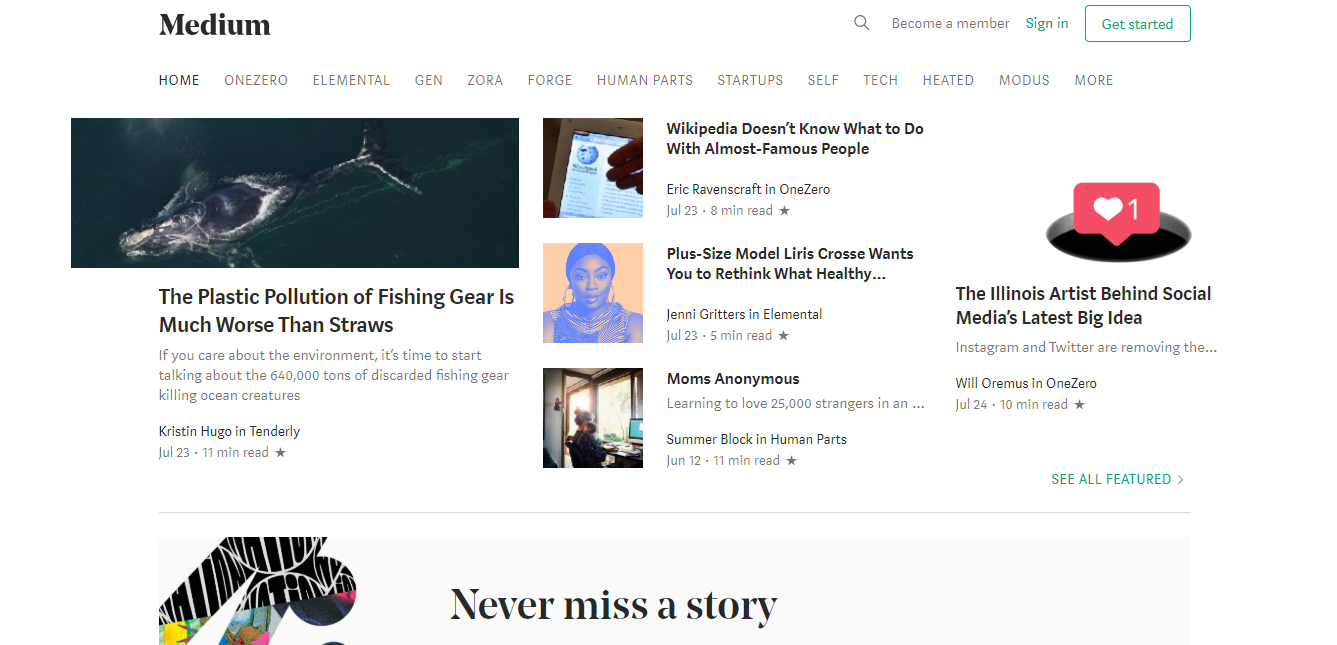 Medium
Become a member
Sign in
Get started
HOME
ONEZERO
ELEMENTAL
GEN
ZORA
FORGE
HUMAN PARTS
STARTUPS
SELF
TECH
HEATED
MODUS
MORE
The Plastic Pollution of Fishing Gear Is
Much Worse Than Straws
If you care about the environment, it’s time to start
talking about the 640,000 tons of discarded fishing gear
killing ocean creatures
Kristin Hugo in Tenderly
Jul 23 · 11 min read ★
Wikipedia Doesn’t Know What to Do
With Almost-Famous People
Eric Ravenscraft in OneZero
Jul 23 · 8 min read ★
Plus-Size Model Liris Crosse Wants
You to Rethink What Healthy…
Jenni Gritters in Elemental
Jul 23 · 5 min read ★
Moms Anonymous
Learning to love 25,000 strangers in an …
Summer Block in Human Parts
Jun 12 · 11 min read ★
1
The Illinois Artist Behind Social
Media’s Latest Big Idea
Instagram and Twitter are removing the…
Will Oremus in OneZero
Jul 24 · 10 min read ★
SEE ALL FEATURED
Never miss a story